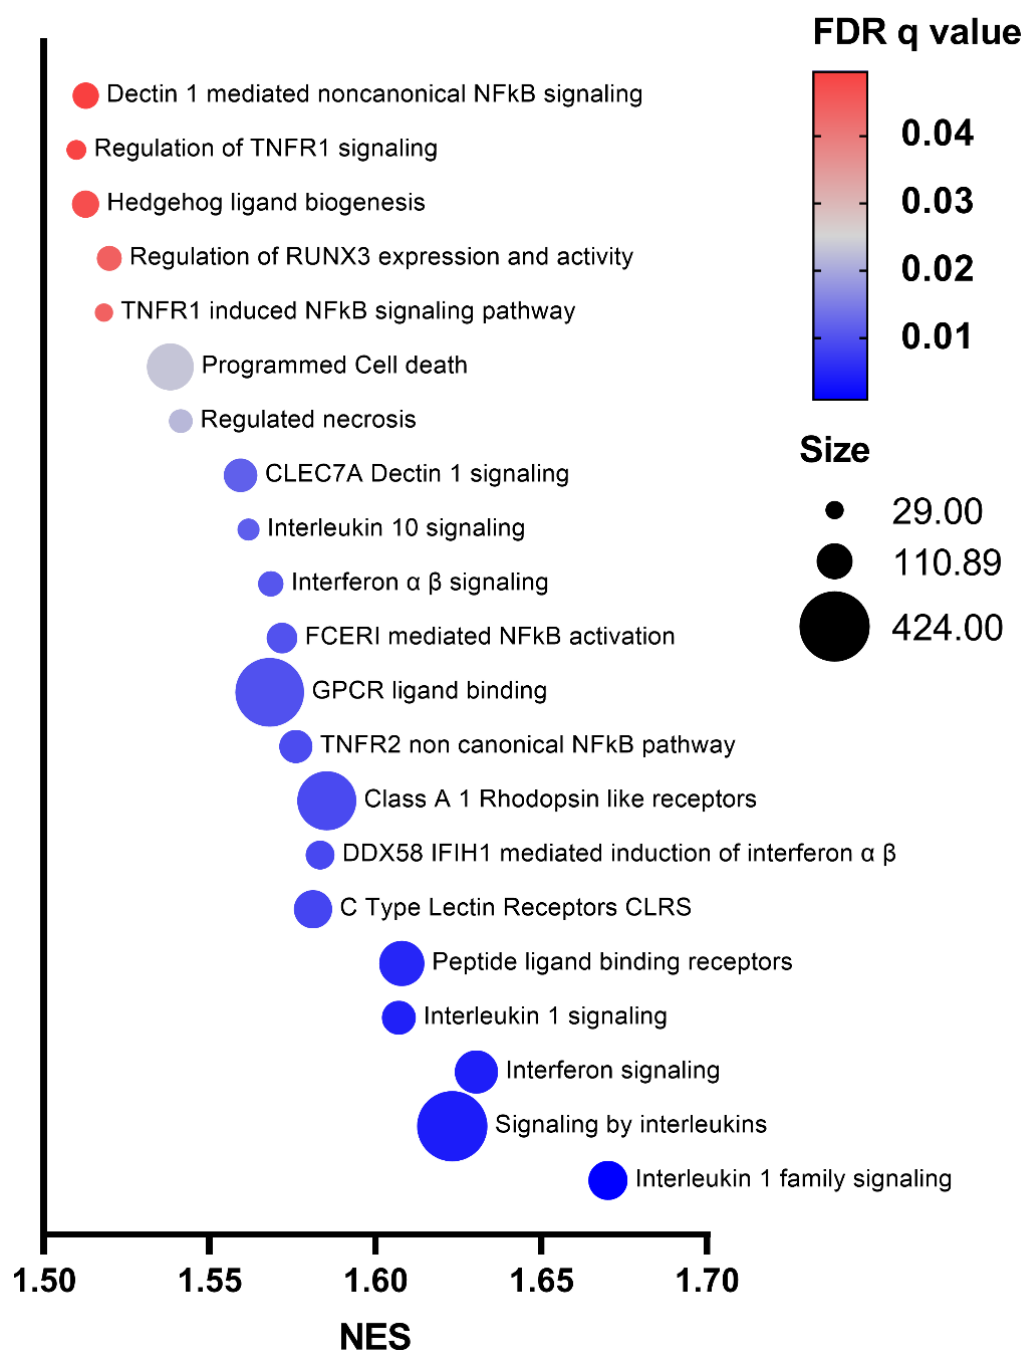 FDR q value
0.04
0.03
0.02
0.01
Size
29.00
110.89
424.00
Dectin 1 mediated noncanonical NFkB signaling
Regulation of TNFR1 signaling
Hedgehog ligand biogenesis
Regulation of RUNX3 expression and activity
TNFR1 induced NFkB signaling pathway
Programmed Cell death
Regulated necrosis
CLEC7A Dectin 1 signaling
Interleukin 10 signaling
Interferon α β signaling
FCERI mediated NFkB activation
GPCR ligand binding
TNFR2 non canonical NFkB pathway
Class A 1 Rhodopsin like receptors
DDX58 IFIH1 mediated induction of interferon α β
C Type Lectin Receptors CLRS
Peptide ligand binding receptors
Interleukin 1 signaling
Interferon signaling
Signaling by interleukins
Interleukin 1 family signaling
1.50 1.55 1.60 1.65 1.70
NES